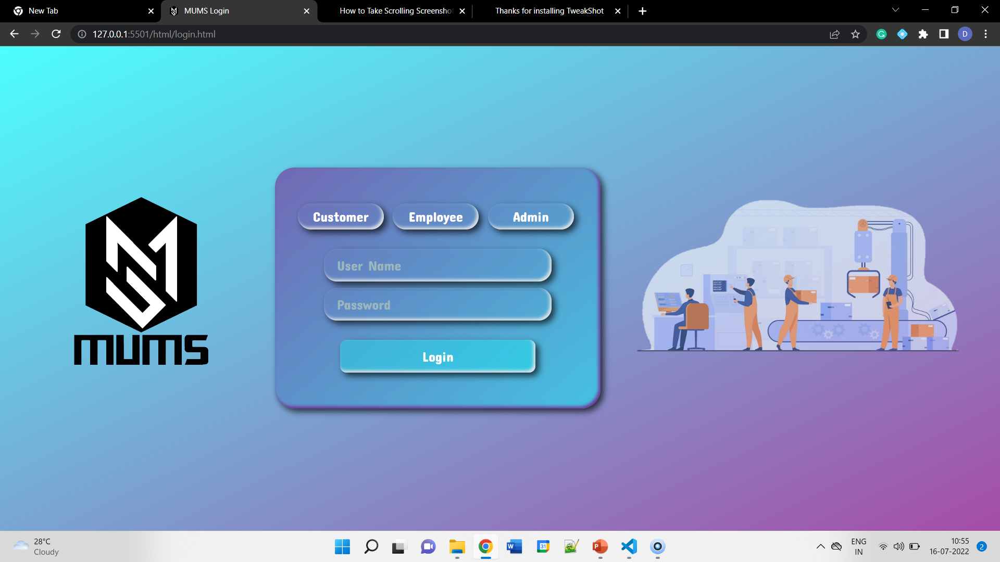 New Tab
MUMS Login
How to Take Scrolling Screenshot
Thanks for installing TweakShot
127.0.0.1:5501/html/login.html
D
MUMS
Customer
Employee
Admin
User Name
Password
Login
28°C
Cloudy
W
31
P
ENG
IN
10:55
16-07-2022
2